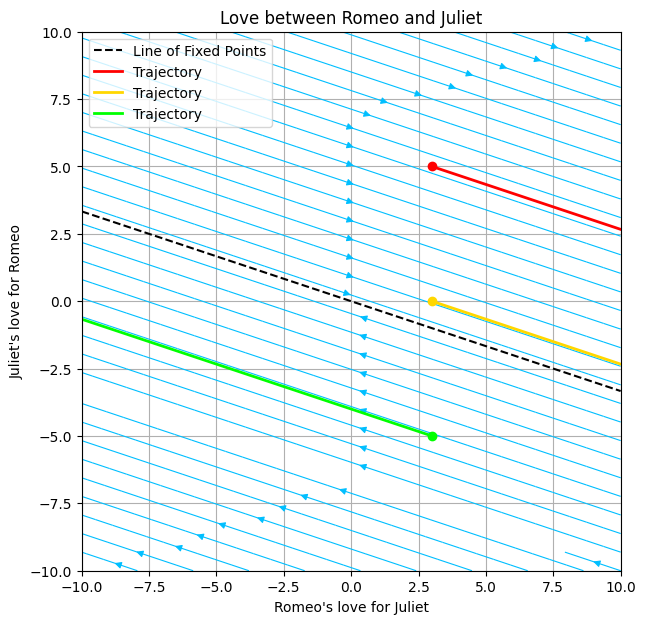 Love between Romeo and Juliet
Line of Fixed Points
Trajectory
Trajectory
Trajectory
10.0
7.5
5.0
2.5
0.0
−2.5
−5.0
−7.5
−10.0
Juliet's love for Romeo
−10.0 −7.5 −5.0 −2.5 0.0 2.5 5.0 7.5 10.0
Romeo's love for Juliet